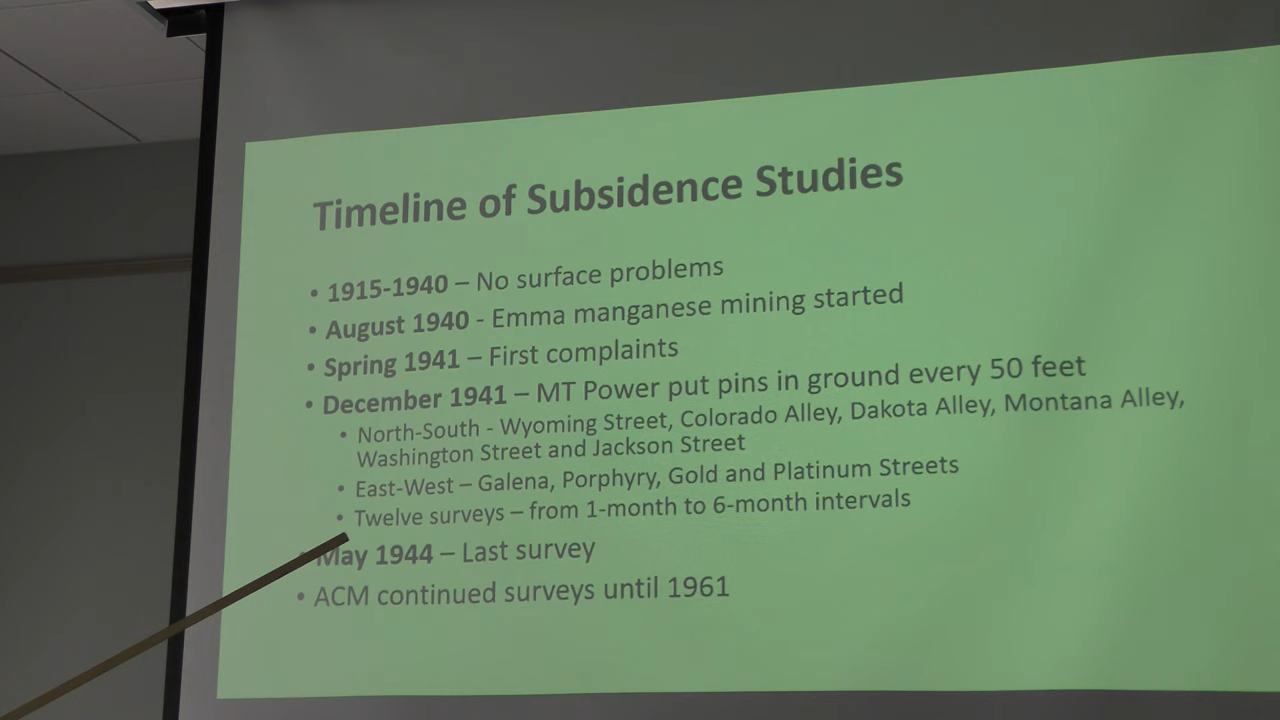 Timeline of Subsidence Studies
• 1915-1940 – No surface problems
• August 1940 - Emma manganese mining started
• Spring 1941 – First complaints
• December 1941 – MT Power put pins in ground every 50 feet
• North-South - Wyoming Street, Colorado Alley, Dakota Alley, Montana Alley,
Washington Street and Jackson Street
• East-West – Galena, Porphyry, Gold and Platinum Streets
• Twelve surveys – from 1-month to 6-month intervals
• May 1944 – Last survey
• ACM continued surveys until 1961